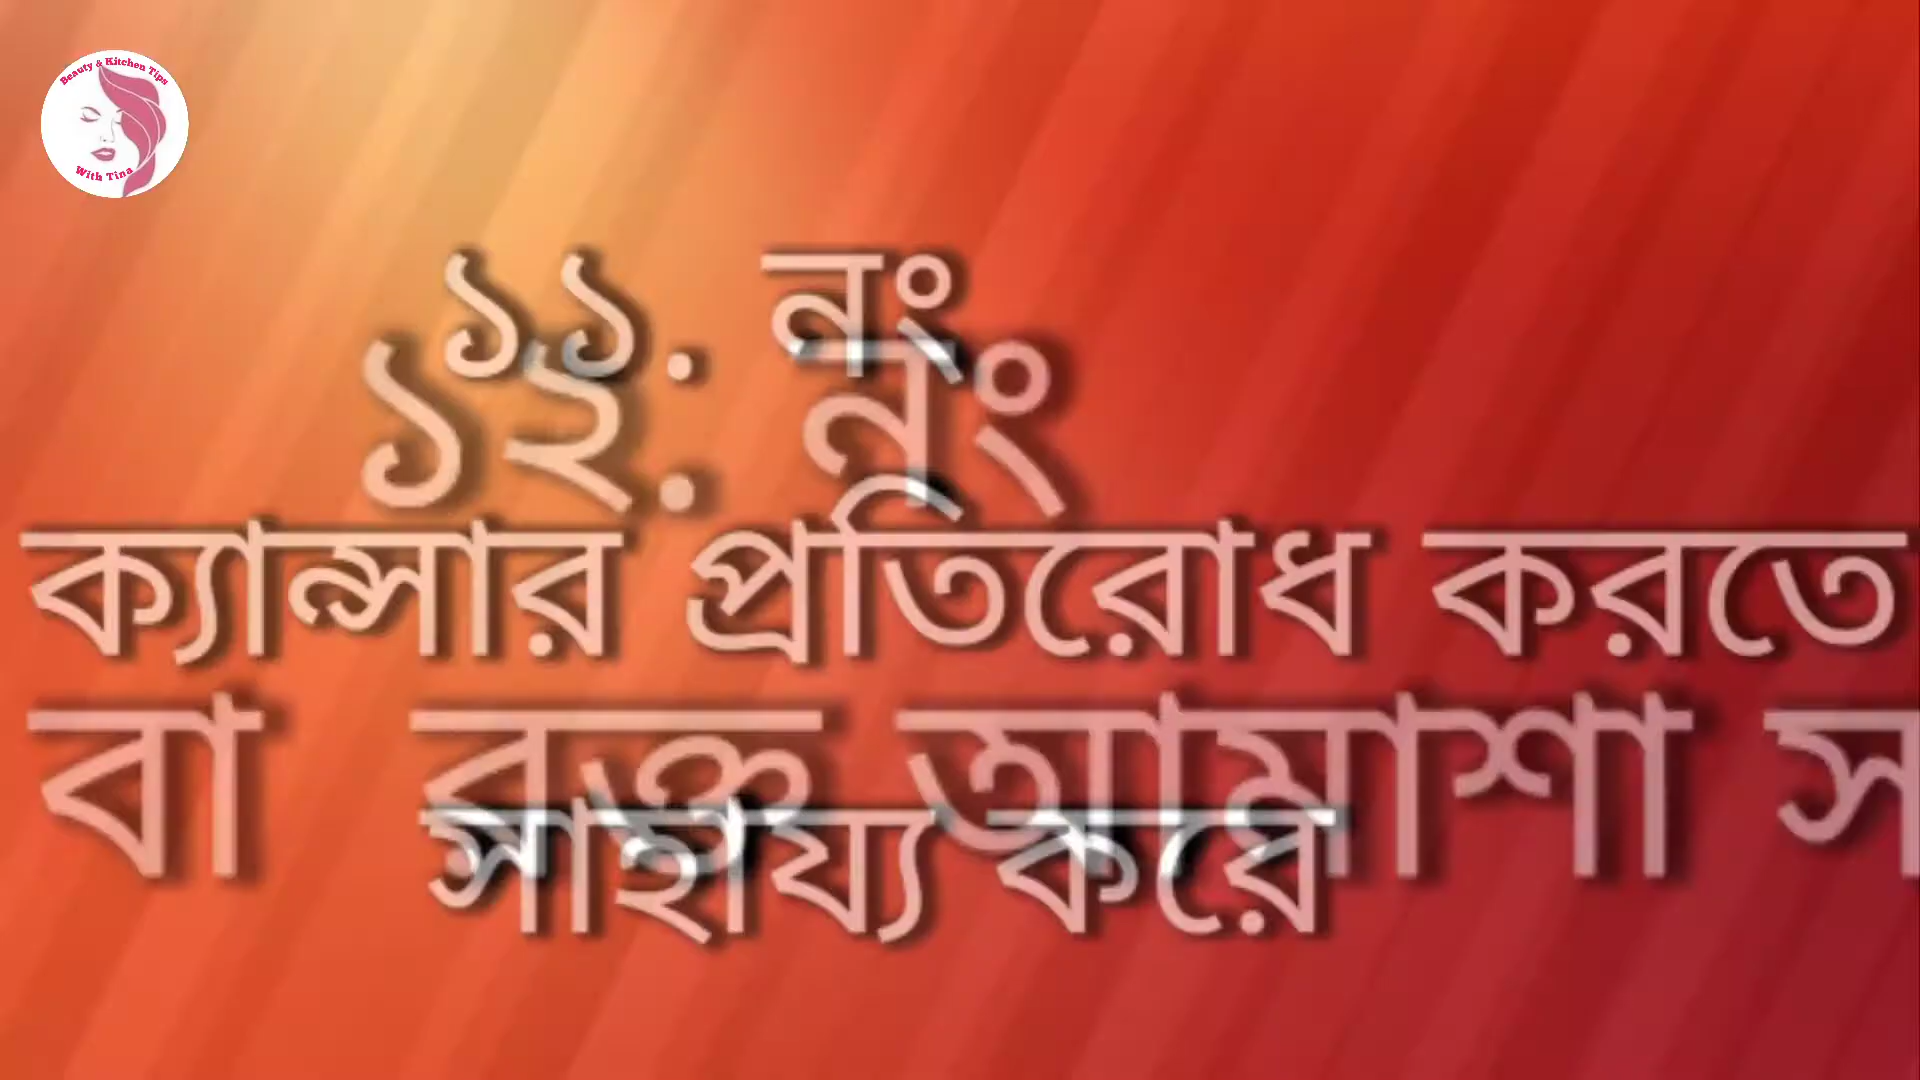 Beauty & Kitchen Tips
With Tina
১১. নং
১২. নং
ক্যান্সার প্রতিরোধ করতে
বা রক্ত আমাশা
সাহায্য করে